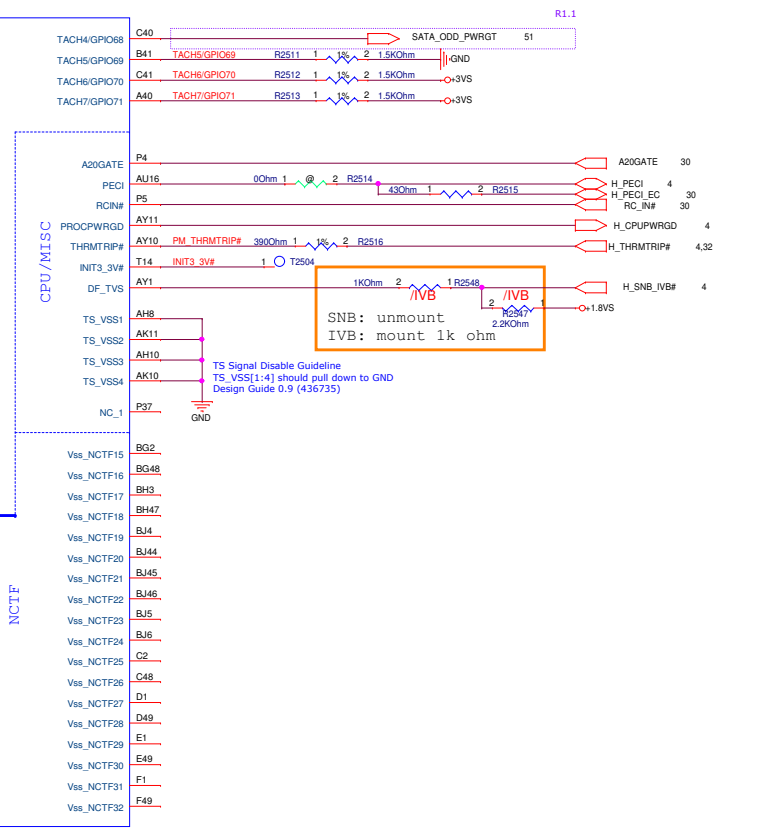 R1.1
TACH4/GPIO68 C40 SATA_ODD_PWRGT 51
TACH5/GPIO69 B41 TACH5/GPIO69 R2511 1 1% 2 1.5KOhm GND
TACH6/GPIO70 C41 TACH6/GPIO70 R2512 1 1% 2 1.5KOhm +3VS
TACH7/GPIO71 A40 TACH7/GPIO71 R2513 1 1% 2 1.5KOhm +3VS
CPU/MISC
A20GATE P4 A20GATE 30
PECI AU16 0Ohm 1 @ 2 R2514 H_PECI 4
43Ohm 1 2 R2515 H_PECI_EC 30
RCIN# P5 RC_IN# 30
PROCPWRGD AY11 H_CPUPWRGD 4
THRMTRIP# AY10 PM_THRMTRIP# 390Ohm 1 1% 2 R2516 H_THRMTRIP# 4,32
INIT3_3V# T14 INIT3_3V# 1 T2504
DF_TVS AY1 1KOhm 2 1 R2548 H_SNB_IVB# 4
/IVB /IVB
2 1 +1.8VS
R2547
2.2KOhm
SNB: unmount
IVB: mount 1k ohm
TS_VSS1 AH8
TS_VSS2 AK11
TS_VSS3 AH10
TS_VSS4 AK10
TS Signal Disable Guideline
TS_VSS[1:4] should pull down to GND
Design Guide 0.9 (436735)
NC_1 P37
GND
NCTF
Vss_NCTF15 BG2
Vss_NCTF16 BG48
Vss_NCTF17 BH3
Vss_NCTF18 BH47
Vss_NCTF19 BJ4
Vss_NCTF20 BJ44
Vss_NCTF21 BJ45
Vss_NCTF22 BJ46
Vss_NCTF23 BJ5
Vss_NCTF24 BJ6
Vss_NCTF25 C2
Vss_NCTF26 C48
Vss_NCTF27 D1
Vss_NCTF28 D49
Vss_NCTF29 E1
Vss_NCTF30 E49
Vss_NCTF31 F1
Vss_NCTF32 F49